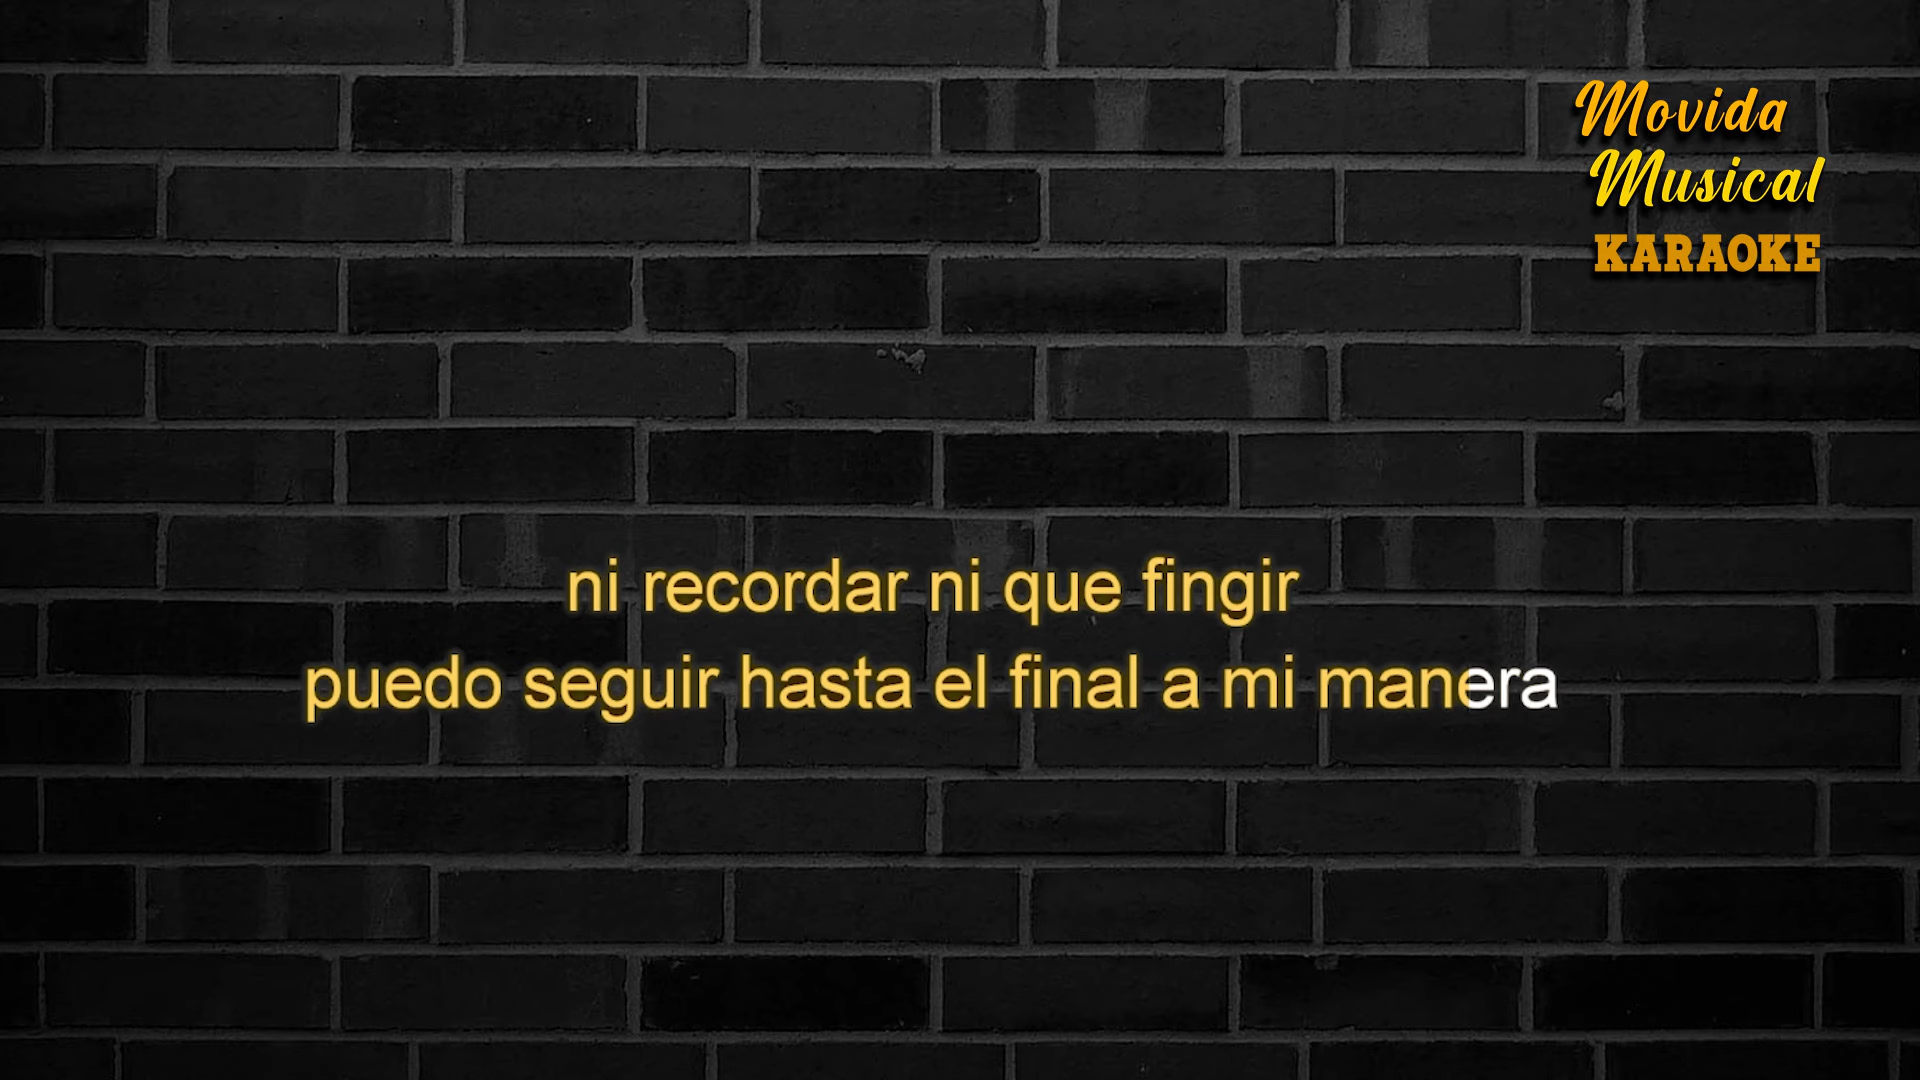 Movida
Musical
KARAOKE
ni recordar ni que fingir
puedo seguir hasta el final a mi manera